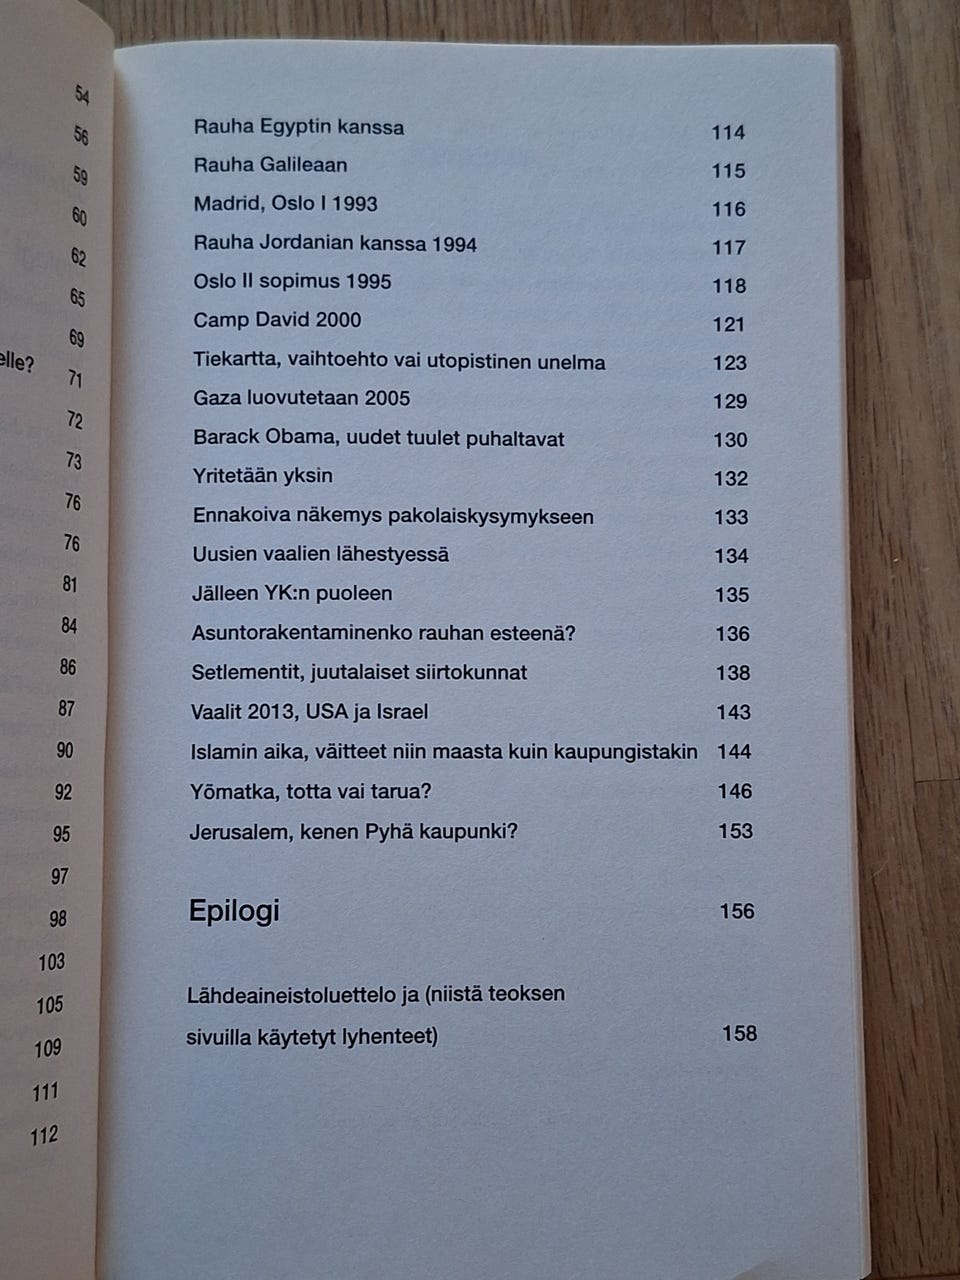 54
56
59
60
62
65
69
elle?
71
72
73
76
76
81
84
86
87
90
92
95
97
98
103
105
109
111
112
Rauha Egyptin kanssa 114
Rauha Galileaan 115
Madrid, Oslo I 1993 116
Rauha Jordanian kanssa 1994 117
Oslo II sopimus 1995 118
Camp David 2000 121
Tiekartta, vaihtoehto vai utopistinen unelma 123
Gaza luovutetaan 2005 129
Barack Obama, uudet tuulet puhaltavat 130
Yritetään yksin 132
Ennakoiva näkemys pakolaiskysymykseen 133
Uusien vaalien lähestyessä 134
Jälleen YK:n puoleen 135
Asuntorakentaminenko rauhan esteenä? 136
Setlementit, juutalaiset siirtokunnat 138
Vaalit 2013, USA ja Israel 143
Islamin aika, väitteet niin maasta kuin kaupungistakin 144
Yömatka, totta vai tarua? 146
Jerusalem, kenen Pyhä kaupunki? 153
Epilogi 156
Lähdeaineistoluettelo ja (niistä teoksen
sivuilla käytetyt lyhenteet) 158